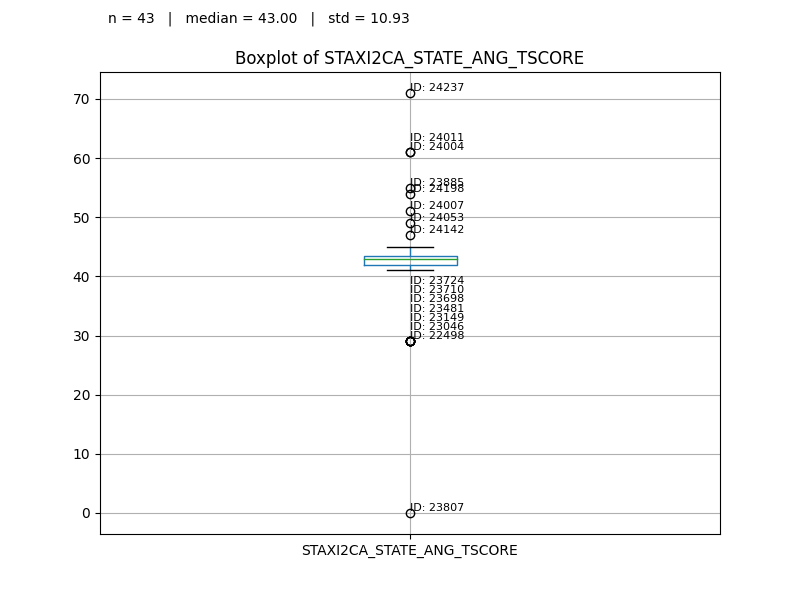 n = 43   |   median = 43.00   |   std = 10.93
Boxplot of STAXI2CA_STATE_ANG_TSCORE
70
60
50
40
30
20
10
0
ID: 24237
ID: 24011
ID: 24004
ID: 23885
ID: 24198
ID: 24007
ID: 24053
ID: 24142
ID: 23724
ID: 23710
ID: 23698
ID: 23481
ID: 23149
ID: 23046
ID: 22498
ID: 23807
STAXI2CA_STATE_ANG_TSCORE